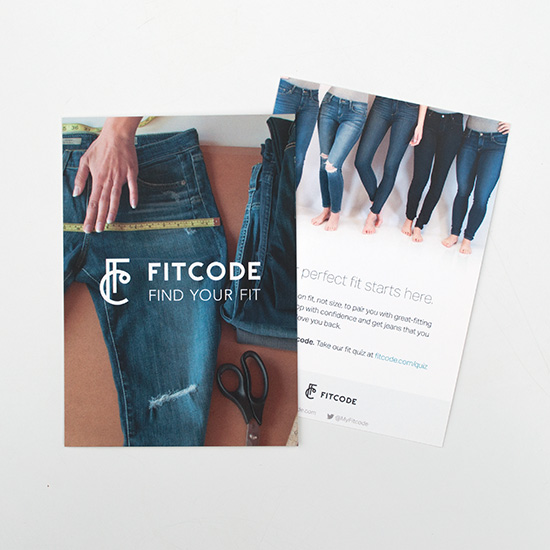 FITCODE
FIND YOUR FIT
perfect fit starts here.
on fit, not size, to pair you with great-fitting
op with confidence and get jeans that you
ove you back.
code. Take our fit quiz at fitcode.com/quiz
FITCODE
de.com @MyFitcode